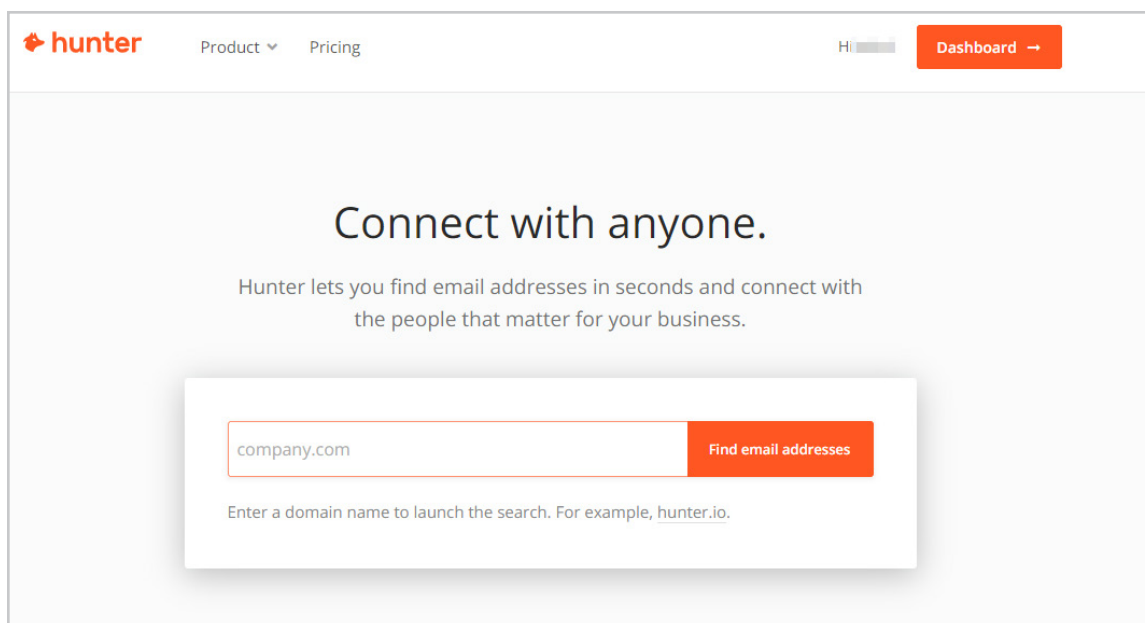 hunter
Product
Pricing
Hi
Dashboard →
Connect with anyone.
Hunter lets you find email addresses in seconds and connect with
the people that matter for your business.
company.com
Find email addresses
Enter a domain name to launch the search. For example, hunter.io.